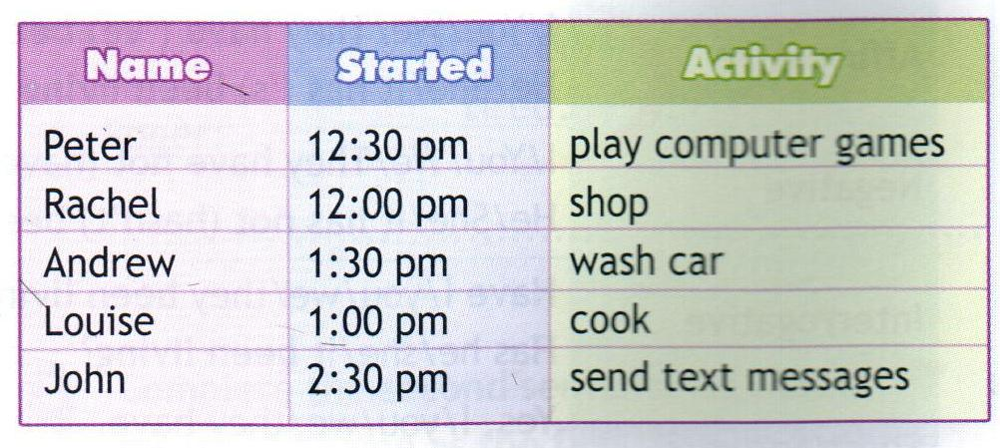 Name Started Activity
Peter 12:30 pm play computer games
Rachel 12:00 pm shop
Andrew 1:30 pm wash car
Louise 1:00 pm cook
John 2:30 pm send text messages